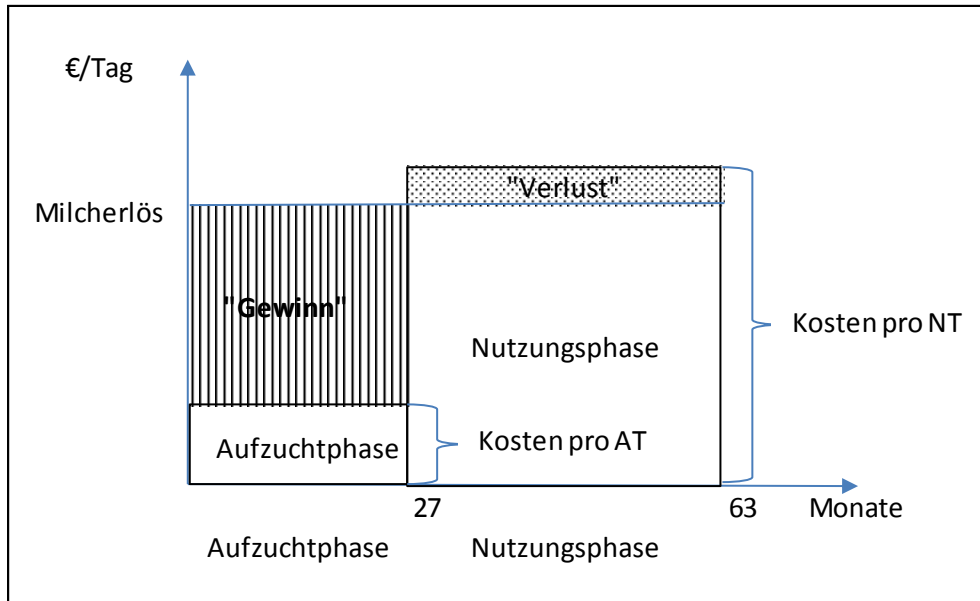 €/Tag
"Verlust"
Milcherlös
"Gewinn"
Kosten pro NT
Nutzungsphase
Aufzuchtphase
Kosten pro AT
27
63
Monate
Aufzuchtphase
Nutzungsphase